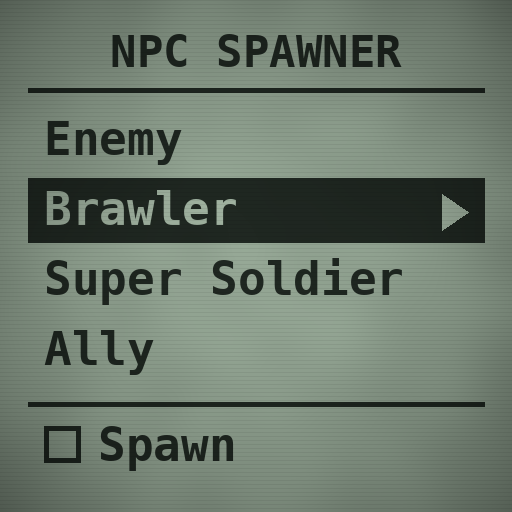 NPC SPAWNER
Enemy
Brawler
Super Soldier
Ally
Spawn